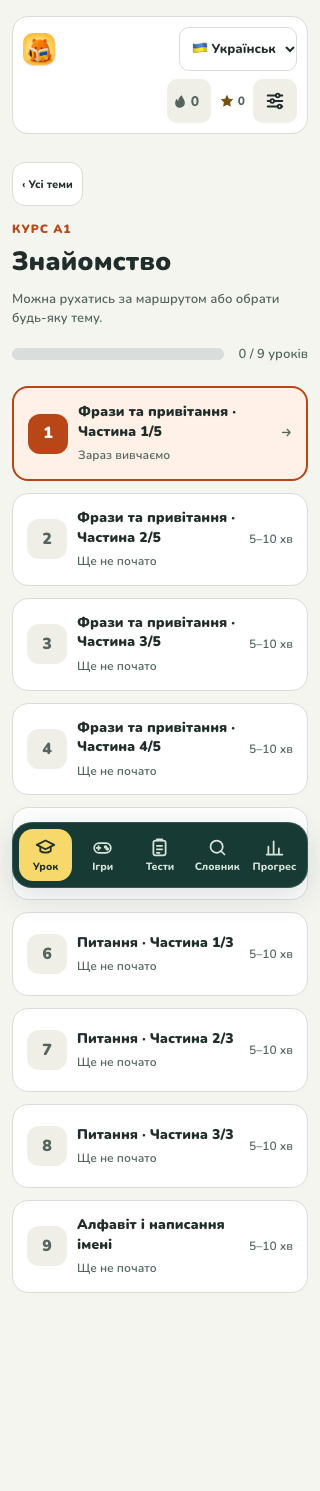 🇺🇦 Українськ
0
0
‹ Усі теми
КУРС A1
Знайомство
Можна рухатись за маршрутом або обрати
будь-яку тему.
0 / 9 уроків
1
Фрази та привітання ·
Частина 1/5
Зараз вивчаємо
→
2
Фрази та привітання ·
Частина 2/5
Ще не почато
5–10 хв
3
Фрази та привітання ·
Частина 3/5
Ще не почато
5–10 хв
4
Фрази та привітання ·
Частина 4/5
Ще не почато
5–10 хв
Урок
Ігри
Тести
Словник
Прогрес
6
Питання · Частина 1/3
Ще не почато
5–10 хв
7
Питання · Частина 2/3
Ще не почато
5–10 хв
8
Питання · Частина 3/3
Ще не почато
5–10 хв
9
Алфавіт і написання
імені
Ще не почато
5–10 хв